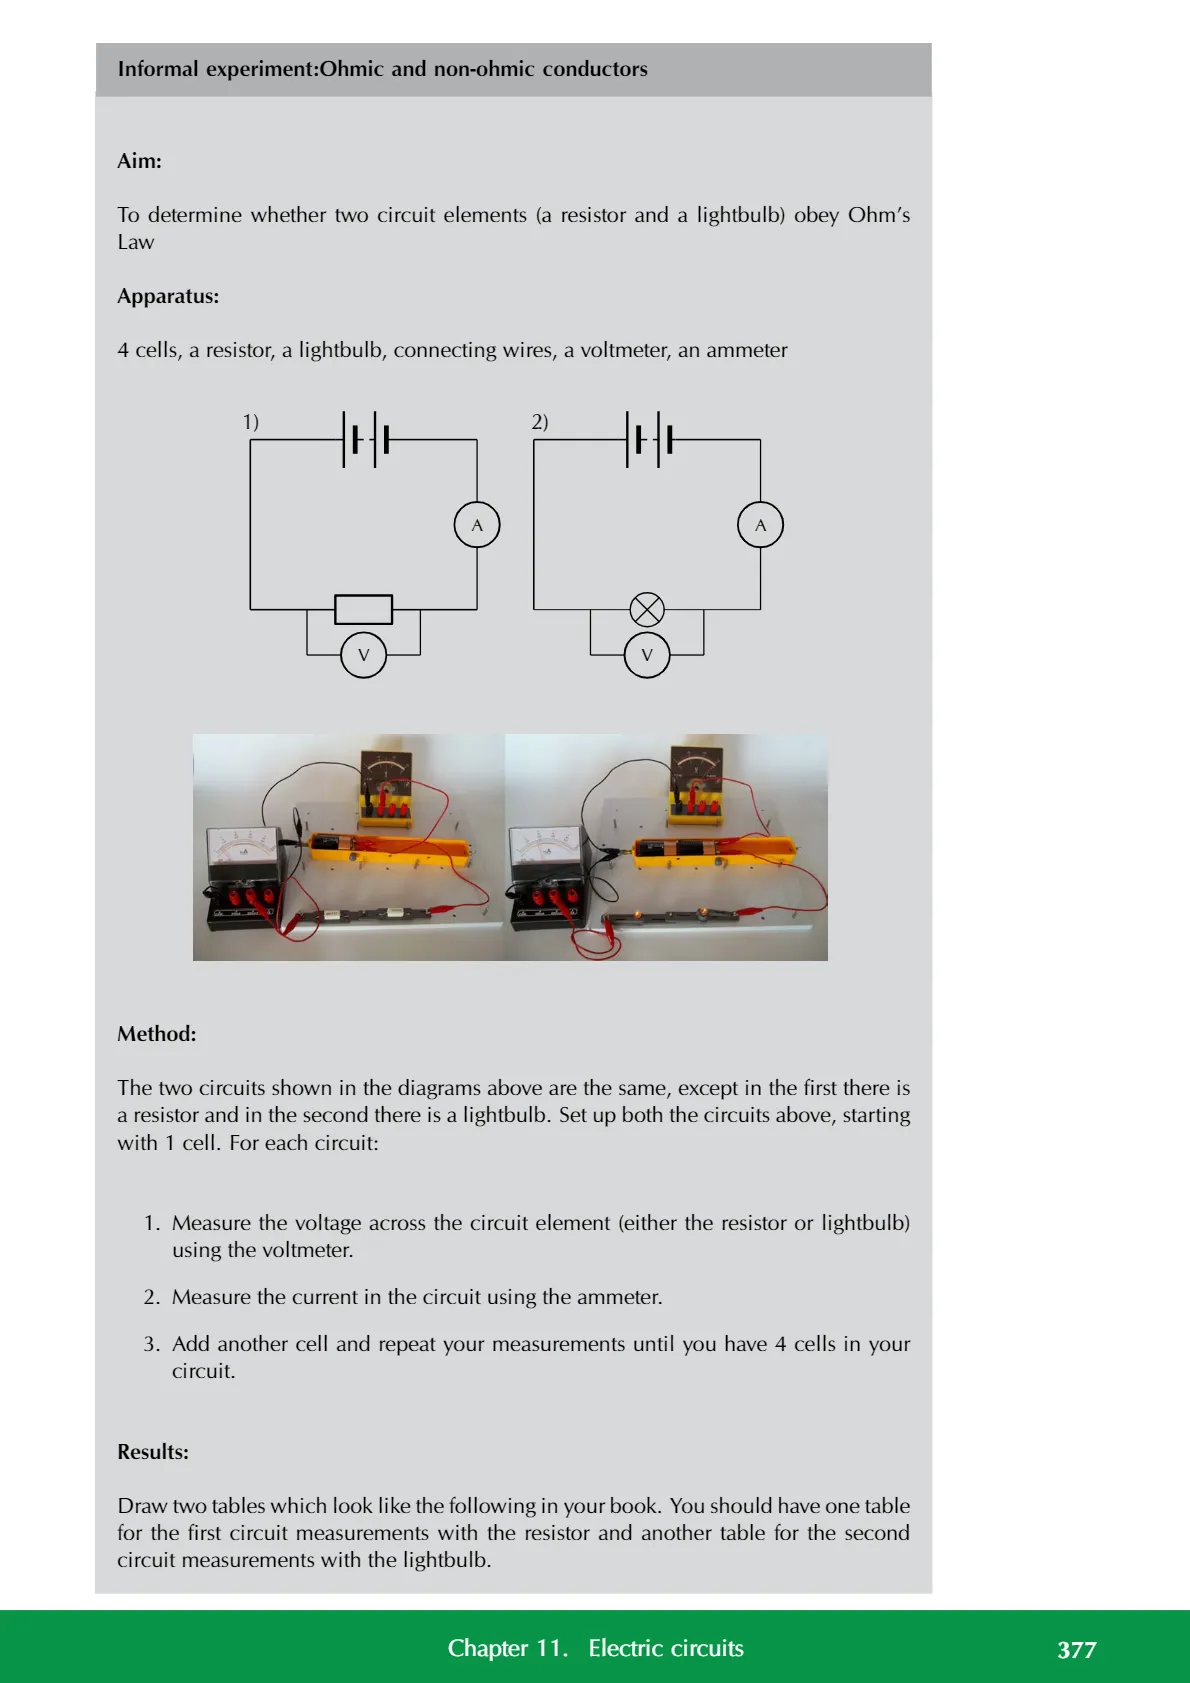 Informal experiment:Ohmic and non-ohmic conductors
Aim:
To determine whether two circuit elements (a resistor and a lightbulb) obey Ohm’s
Law
Apparatus:
4 cells, a resistor, a lightbulb, connecting wires, a voltmeter, an ammeter
1)
2)
A
A
V
V
Method:
The two circuits shown in the diagrams above are the same, except in the first there is
a resistor and in the second there is a lightbulb. Set up both the circuits above, starting
with 1 cell. For each circuit:
1. Measure the voltage across the circuit element (either the resistor or lightbulb)
using the voltmeter.
2. Measure the current in the circuit using the ammeter.
3. Add another cell and repeat your measurements until you have 4 cells in your
circuit.
Results:
Draw two tables which look like the following in your book. You should have one table
for the first circuit measurements with the resistor and another table for the second
circuit measurements with the lightbulb.
Chapter 11. Electric circuits
377